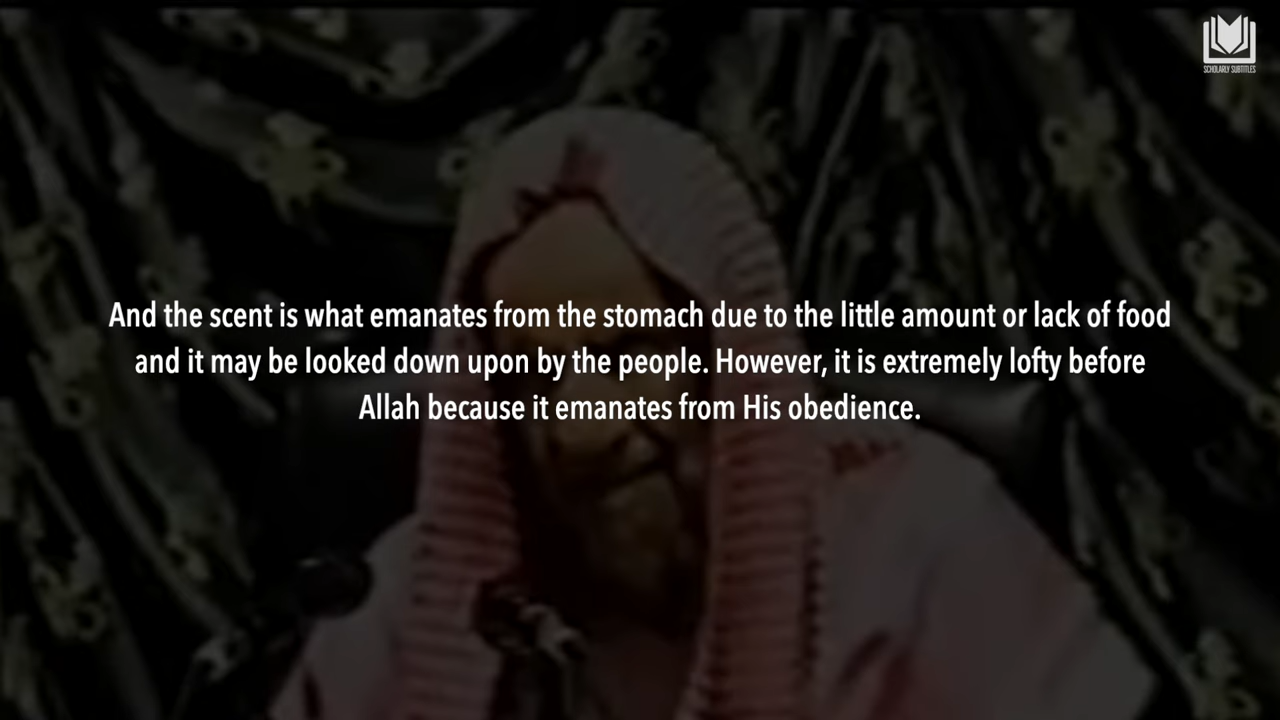 SCHOLARLY SUBTITLES
And the scent is what emanates from the stomach due to the little amount or lack of food
and it may be looked down upon by the people. However, it is extremely lofty before
Allah because it emanates from His obedience.